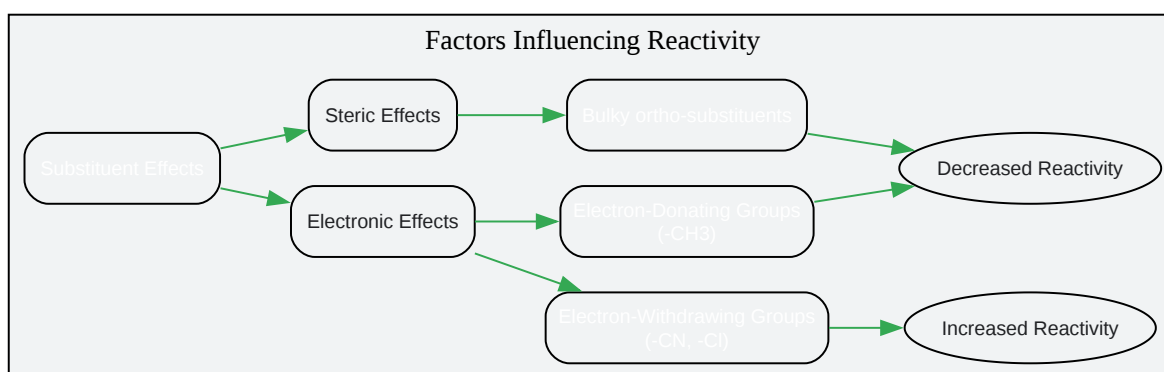 Factors Influencing Reactivity
Substituent Effects
Steric Effects
Electronic Effects
Bulky ortho-substituents
Electron-Donating Groups
(-CH3)
Electron-Withdrawing Groups
(-CN, -Cl)
Decreased Reactivity
Increased Reactivity